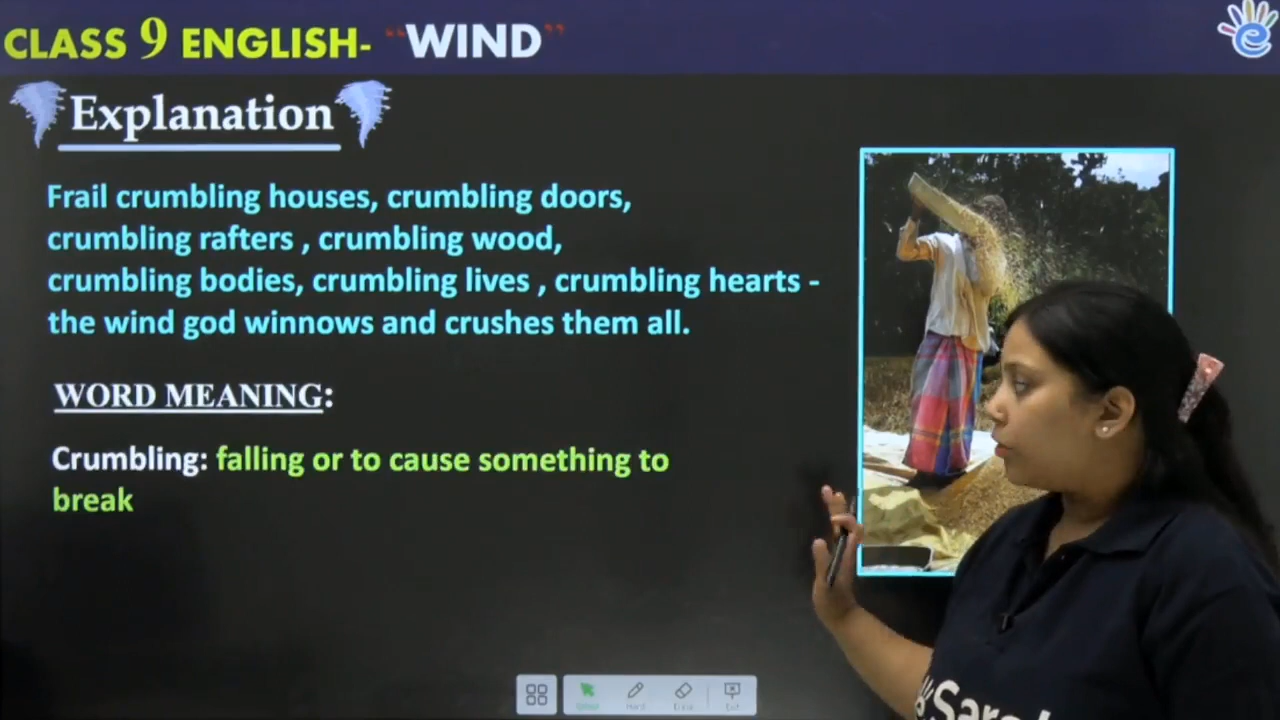 CLASS 9 ENGLISH- "WIND"
e
Explanation
Frail crumbling houses, crumbling doors,
crumbling rafters , crumbling wood,
crumbling bodies, crumbling lives , crumbling hearts -
the wind god winnows and crushes them all.
WORD MEANING:
Crumbling: falling or to cause something to
break